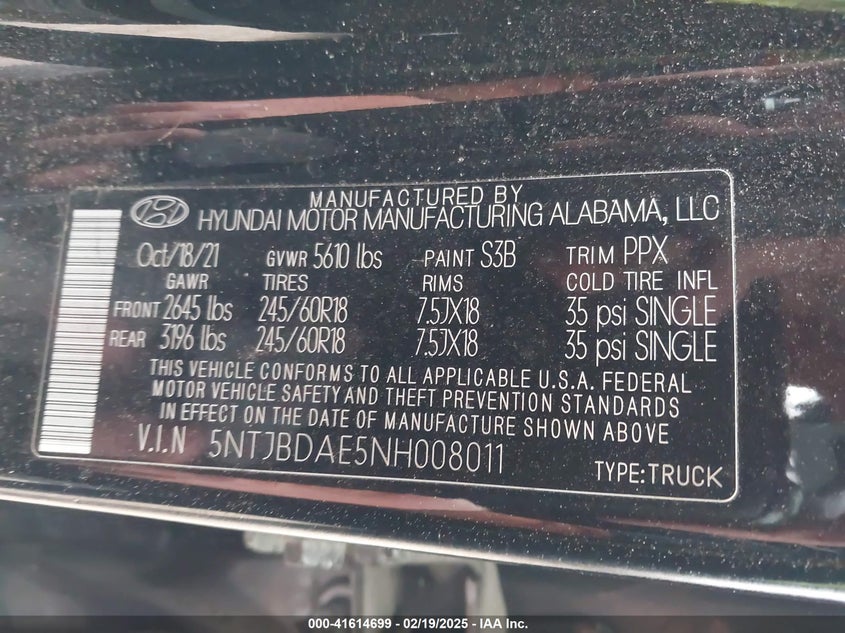 MANUFACTURED BY
HYUNDAI MOTOR MANUFACTURING ALABAMA, LLC
Oct/18/21 GVWR 5610 lbs PAINT S3B TRIM PPX
GAWR TIRES RIMS COLD TIRE INFL
FRONT 2645 lbs 245/60R18 7.5JX18 35 psi SINGLE
REAR 3196 lbs 245/60R18 7.5JX18 35 psi SINGLE
THIS VEHICLE CONFORMS TO ALL APPLICABLE U.S.A. FEDERAL
MOTOR VEHICLE SAFETY AND THEFT PREVENTION STANDARDS
IN EFFECT ON THE DATE OF MANUFACTURE SHOWN ABOVE
V.I.N 5NTJBDAE5NH008011
TYPE:TRUCK
000-41614699 - 02/19/2025 - IAA Inc.